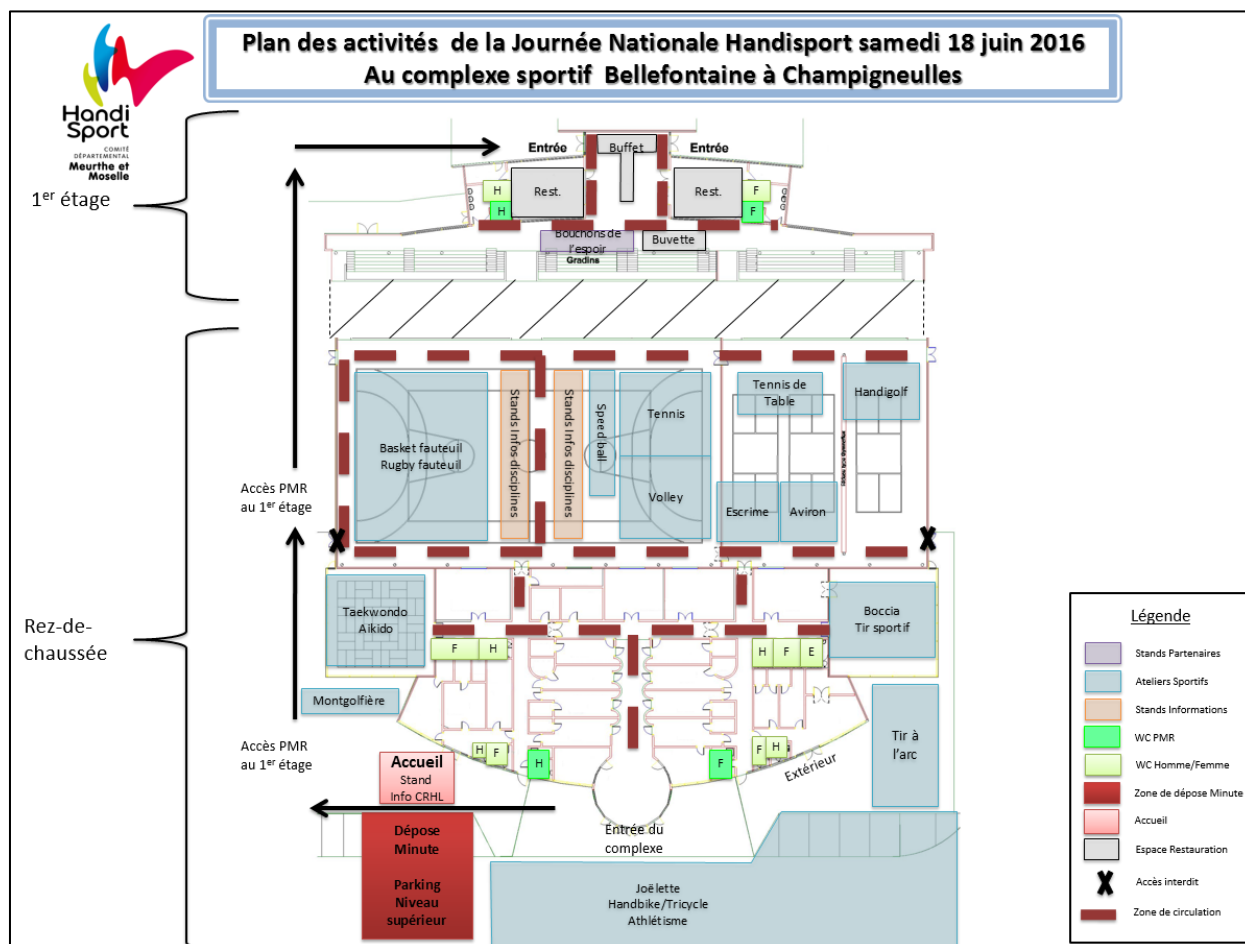 Plan des activités de la Journée Nationale Handisport samedi 18 juin 2016
Au complexe sportif Bellefontaine à Champigneulles
Handi
Sport
COMITÉ
DÉPARTEMENTAL
Meurthe et
Moselle
1er étage
Entrée
Buffet
Entrée
H
Rest.
Rest.
F
H
F
Bouchons de
l'espoir
Buvette
Gradins
Basket fauteuil
Rugby fauteuil
Stands Infos disciplines
Stands Infos disciplines
Speed ball
Tennis
Volley
Tennis de
Table
Handigolf
Escrime
Aviron
Accès PMR
au 1er étage
Rez-de-
chaussée
Taekwondo
Aikido
Boccia
Tir sportif
F
H
H
F
E
Montgolfière
Tir à
l'arc
Accès PMR
au 1er étage
H
F
H
F
F
H
Extérieur
Accueil
Stand
Info CRHL
Dépose
Minute
Parking
Niveau
supérieur
Entrée du
complexe
Joëlette
Handbike/Tricycle
Athlétisme
Légende
Stands Partenaires
Ateliers Sportifs
Stands Informations
WC PMR
WC Homme/Femme
Zone de dépose Minute
Accueil
Espace Restauration
Accès interdit
Zone de circulation